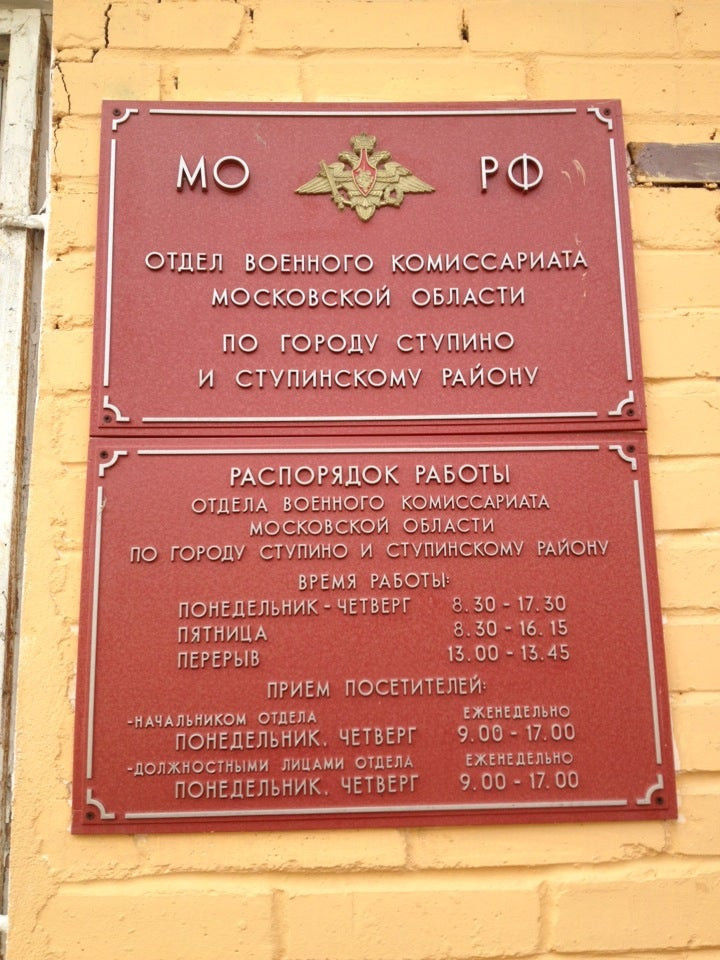 МО РФ
ОТДЕЛ ВОЕННОГО КОМИССАРИАТА
МОСКОВСКОЙ ОБЛАСТИ
ПО ГОРОДУ СТУПИНО
И СТУПИНСКОМУ РАЙОНУ
РАСПОРЯДОК РАБОТЫ
ОТДЕЛА ВОЕННОГО КОМИССАРИАТА
МОСКОВСКОЙ ОБЛАСТИ
ПО ГОРОДУ СТУПИНО И СТУПИНСКОМУ РАЙОНУ
ВРЕМЯ РАБОТЫ:
ПОНЕДЕЛЬНИК - ЧЕТВЕРГ 8.30 - 17.30
ПЯТНИЦА 8.30 - 16.15
ПЕРЕРЫВ 13.00 - 13.45
ПРИЕМ ПОСЕТИТЕЛЕЙ:
-НАЧАЛЬНИКОМ ОТДЕЛА ЕЖЕНЕДЕЛЬНО
ПОНЕДЕЛЬНИК, ЧЕТВЕРГ 9.00 - 17.00
-ДОЛЖНОСТНЫМИ ЛИЦАМИ ОТДЕЛА ЕЖЕНЕДЕЛЬНО
ПОНЕДЕЛЬНИК, ЧЕТВЕРГ 9.00 - 17.00